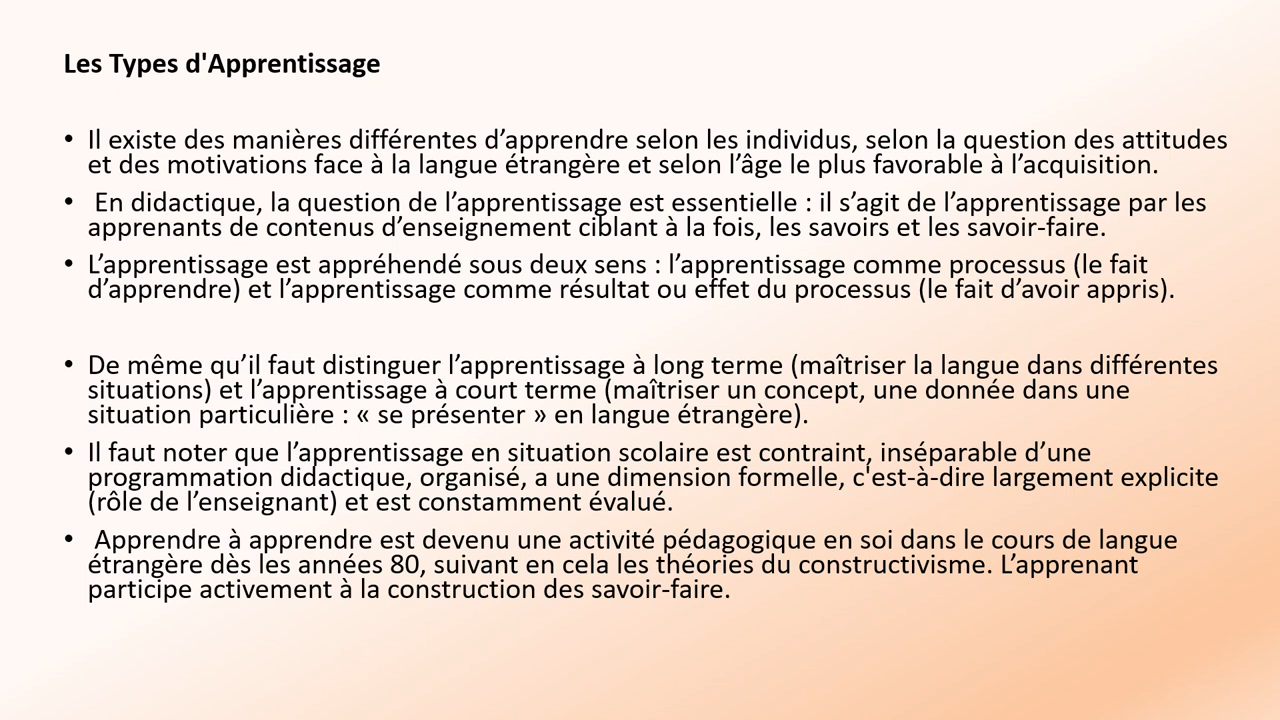 Les Types d'Apprentissage
• Il existe des manières différentes d’apprendre selon les individus, selon la question des attitudes
et des motivations face à la langue étrangère et selon l’âge le plus favorable à l’acquisition.
• En didactique, la question de l’apprentissage est essentielle : il s’agit de l’apprentissage par les
apprenants de contenus d’enseignement ciblant à la fois, les savoirs et les savoir-faire.
• L’apprentissage est appréhendé sous deux sens : l’apprentissage comme processus (le fait
d’apprendre) et l’apprentissage comme résultat ou effet du processus (le fait d’avoir appris).
• De même qu’il faut distinguer l’apprentissage à long terme (maîtriser la langue dans différentes
situations) et l’apprentissage à court terme (maîtriser un concept, une donnée dans une
situation particulière : « se présenter » en langue étrangère).
• Il faut noter que l’apprentissage en situation scolaire est contraint, inséparable d’une
programmation didactique, organisé, a une dimension formelle, c'est-à-dire largement explicite
(rôle de l’enseignant) et est constamment évalué.
• Apprendre à apprendre est devenu une activité pédagogique en soi dans le cours de langue
étrangère dès les années 80, suivant en cela les théories du constructivisme. L’apprenant
participe activement à la construction des savoir-faire.